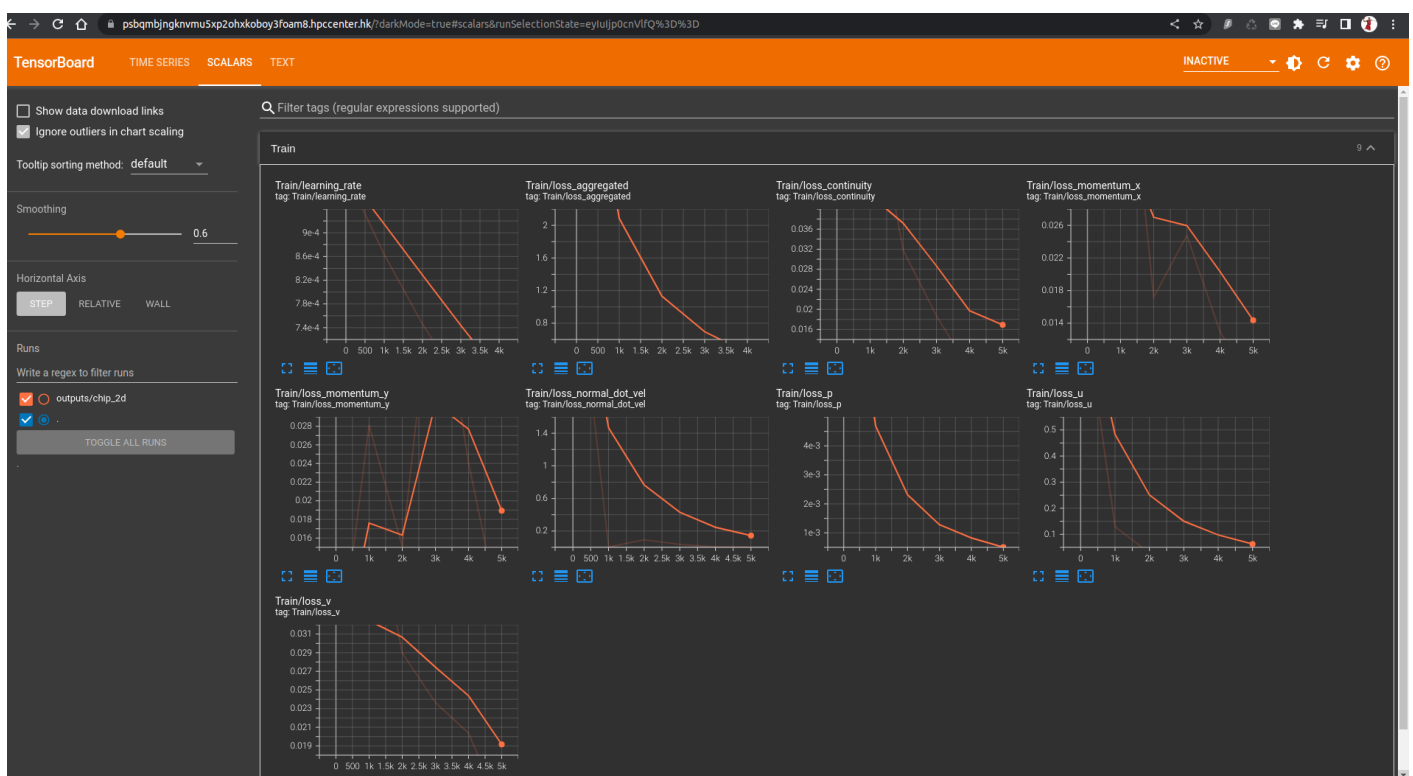 psbqmbjngknvmu5xp2ohxkoboy3foam8.hpccenter.hk/?darkMode=true#scalars&runSelectionState=eyIuIjp0cnVlfQ%3D%3D
TensorBoard TIME SERIES SCALARS TEXT INACTIVE
Show data download links
Ignore outliers in chart scaling
Tooltip sorting method: default
Smoothing
0.6
Horizontal Axis
STEP RELATIVE WALL
Runs
Write a regex to filter runs
outputs/chip_2d
.
TOGGLE ALL RUNS
.
Filter tags (regular expressions supported)
Train 9
Train/learning_rate
tag: Train/learning_rate
9e-4
8.6e-4
8.2e-4
7.8e-4
7.4e-4
0 500 1k 1.5k 2k 2.5k 3k 3.5k 4k
Train/loss_aggregated
tag: Train/loss_aggregated
2
1.6
1.2
0.8
0 500 1k 1.5k 2k 2.5k 3k 3.5k 4k
Train/loss_continuity
tag: Train/loss_continuity
0.036
0.032
0.028
0.024
0.02
0.016
0 1k 2k 3k 4k 5k
Train/loss_momentum_x
tag: Train/loss_momentum_x
0.026
0.022
0.018
0.014
0 1k 2k 3k 4k 5k
Train/loss_momentum_y
tag: Train/loss_momentum_y
0.028
0.026
0.024
0.022
0.02
0.018
0.016
0 1k 2k 3k 4k 5k
Train/loss_normal_dot_vel
tag: Train/loss_normal_dot_vel
1.4
1
0.6
0.2
0 500 1k 1.5k 2k 2.5k 3k 3.5k 4k 4.5k 5k
Train/loss_p
tag: Train/loss_p
4e-3
3e-3
2e-3
1e-3
0 1k 2k 3k 4k 5k
Train/loss_u
tag: Train/loss_u
0.5
0.4
0.3
0.2
0.1
0 1k 2k 3k 4k 5k
Train/loss_v
tag: Train/loss_v
0.031
0.029
0.027
0.025
0.023
0.021
0.019
0 500 1k 1.5k 2k 2.5k 3k 3.5k 4k 4.5k 5k